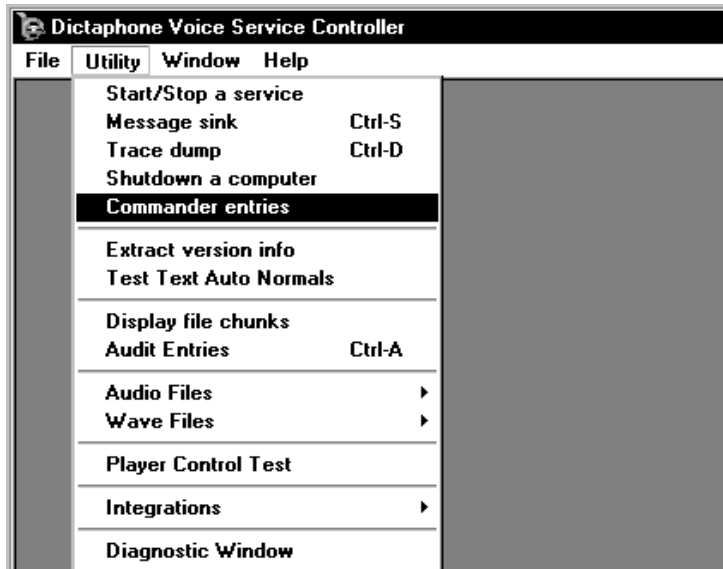 Dictaphone Voice Service Controller
File Utility Window Help
Start/Stop a service
Message sink Ctrl-S
Trace dump Ctrl-D
Shutdown a computer
Commander entries
Extract version info
Test Text Auto Normals
Display file chunks
Audit Entries Ctrl-A
Audio Files
Wave Files
Player Control Test
Integrations
Diagnostic Window